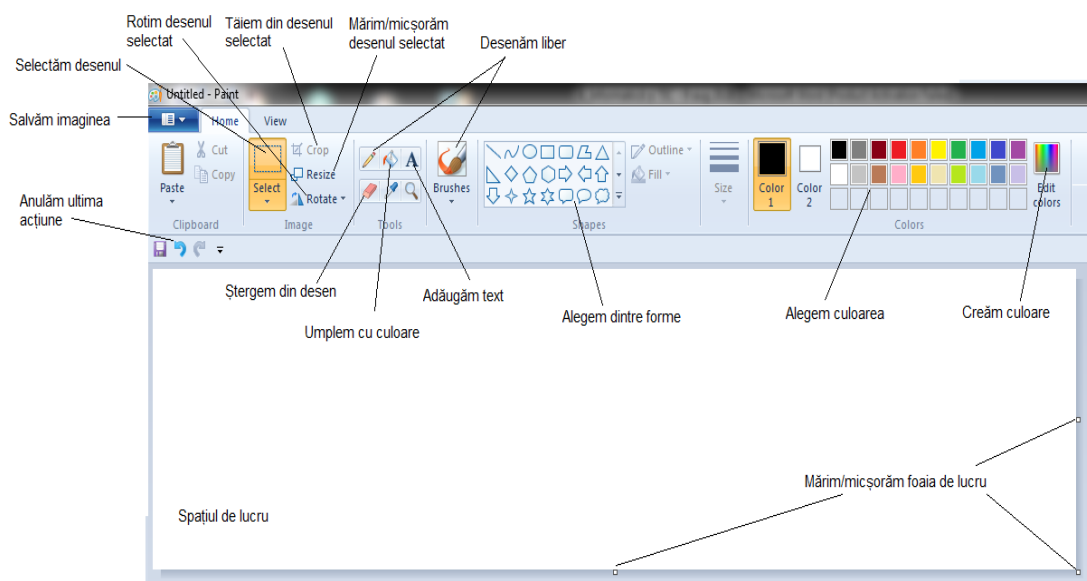 Rotim desenul
selectat
Tăiem din desenul
selectat
Mărim/micșorăm
desenul selectat
Desenăm liber
Selectăm desenul
Untitled - Paint
Salvăm imaginea
Home
View
Cut
Copy
Paste
Clipboard
Select
Crop
Resize
Rotate
Image
A
Tools
Brushes
Shapes
Outline
Fill
Size
Color
1
Color
2
Edit
colors
Colors
Anulăm ultima
acțiune
Ștergem din desen
Adăugăm text
Umplem cu culoare
Alegem dintre forme
Alegem culoarea
Creăm culoare
Mărim/micșorăm foaia de lucru
Spațiul de lucru